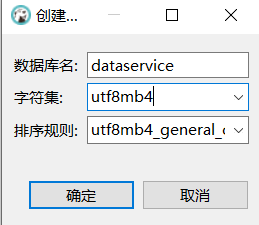 创建...
数据库名: dataservice
字符集: utf8mb4
排序规则: utf8mb4_general_c
确定 取消